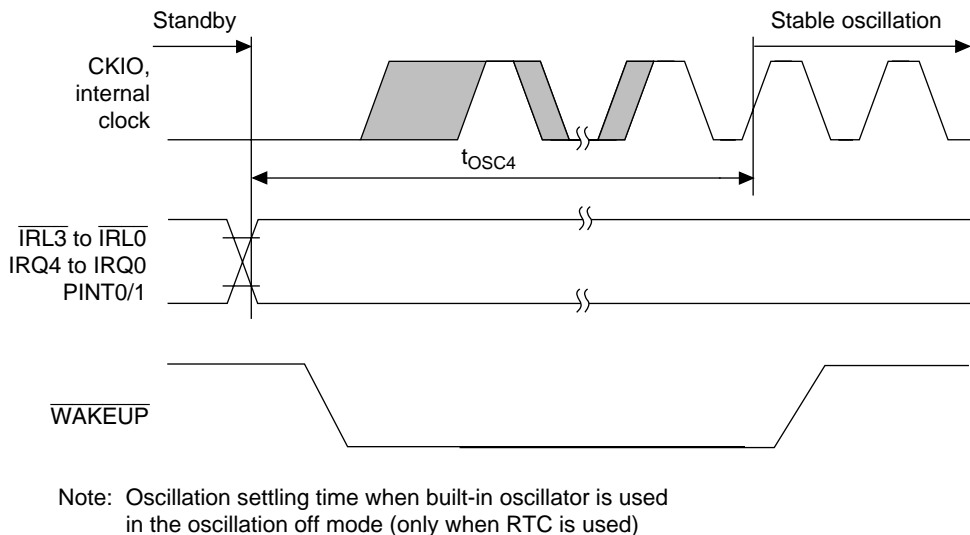 Standby
Stable oscillation
CKIO,
internal
clock
tOSC4
IRL3 to IRL0
IRQ4 to IRQ0
PINT0/1
WAKEUP
Note: Oscillation settling time when built-in oscillator is used
in the oscillation off mode (only when RTC is used)